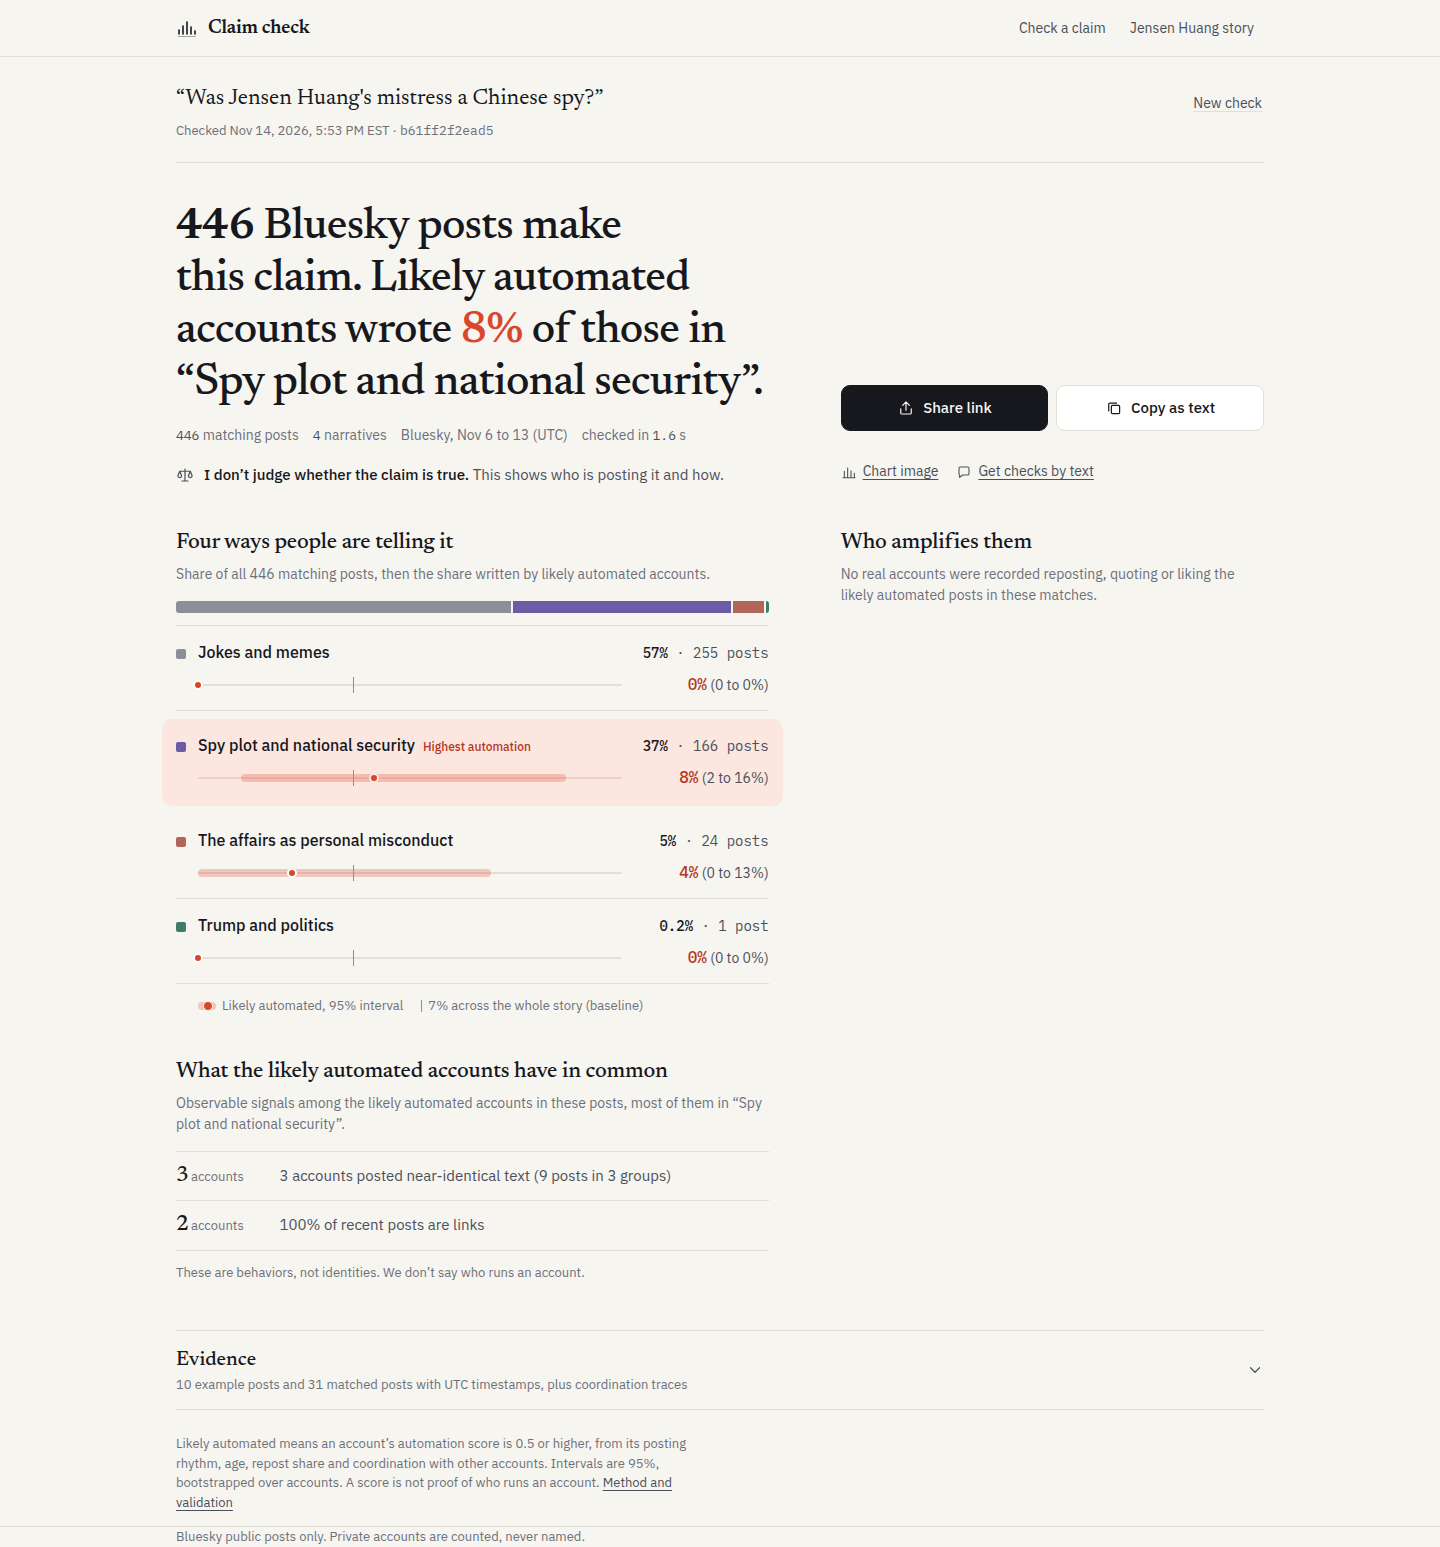 Claim check
Check a claim
Jensen Huang story
“Was Jensen Huang's mistress a Chinese spy?”
New check
Checked Nov 14, 2026, 5:53 PM EST · b61ff2f2ead5
446 Bluesky posts make
this claim. Likely automated
accounts wrote 8% of those in
“Spy plot and national security”.
Share link
Copy as text
446 matching posts 4 narratives Bluesky, Nov 6 to 13 (UTC) checked in 1.6 s
I don’t judge whether the claim is true. This shows who is posting it and how.
Chart image
Get checks by text
Four ways people are telling it
Share of all 446 matching posts, then the share written by likely automated accounts.
Jokes and memes 57% · 255 posts
0% (0 to 0%)
Spy plot and national security Highest automation 37% · 166 posts
8% (2 to 16%)
The affairs as personal misconduct 5% · 24 posts
4% (0 to 13%)
Trump and politics 0.2% · 1 post
0% (0 to 0%)
Likely automated, 95% interval 7% across the whole story (baseline)
Who amplifies them
No real accounts were recorded reposting, quoting or liking the
likely automated posts in these matches.
What the likely automated accounts have in common
Observable signals among the likely automated accounts in these posts, most of them in “Spy
plot and national security”.
3 accounts 3 accounts posted near-identical text (9 posts in 3 groups)
2 accounts 100% of recent posts are links
These are behaviors, not identities. We don’t say who runs an account.
Evidence
10 example posts and 31 matched posts with UTC timestamps, plus coordination traces
Likely automated means an account’s automation score is 0.5 or higher, from its posting
rhythm, age, repost share and coordination with other accounts. Intervals are 95%,
bootstrapped over accounts. A score is not proof of who runs an account. Method and
validation
Bluesky public posts only. Private accounts are counted, never named.